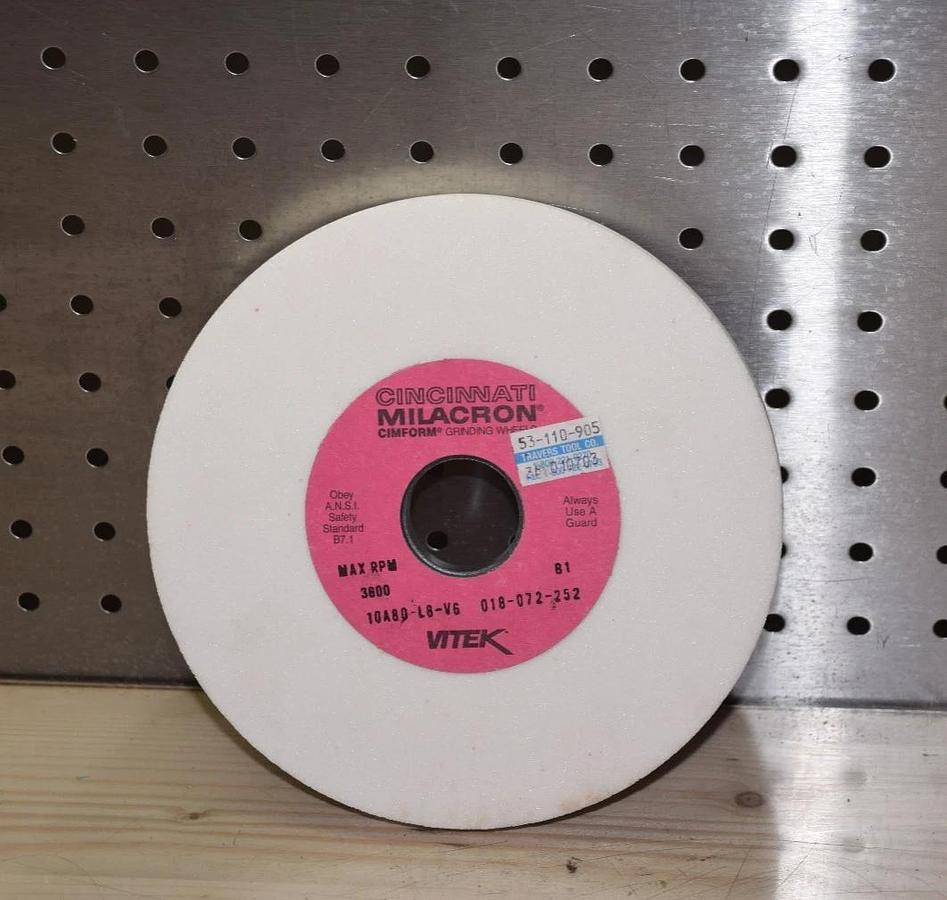 CINCINNATI
MILACRON®
CIMFORM® GRINDING WHEELS
53-110-905
TRAVERS TOOL CO.
010703
Obey
A.N.S.I.
Safety
Standard
B7.1
Always
Use A
Guard
MAX RPM
3600
B1
10A80-L8-V6 018-072-252
VITEK